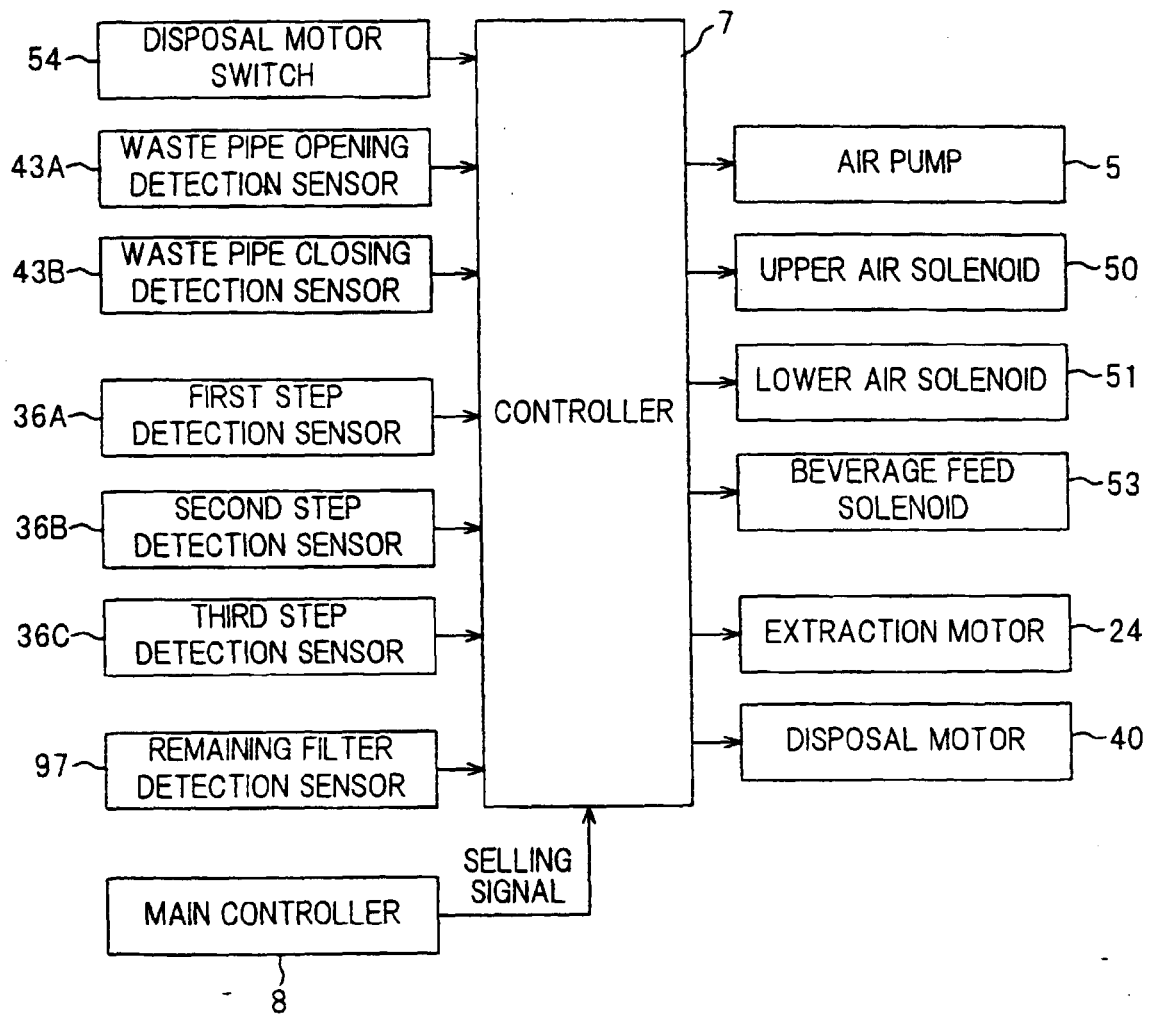 54
DISPOSAL MOTOR
SWITCH
43A
WASTE PIPE OPENING
DETECTION SENSOR
43B
WASTE PIPE CLOSING
DETECTION SENSOR
36A
FIRST STEP
DETECTION SENSOR
36B
SECOND STEP
DETECTION SENSOR
36C
THIRD STEP
DETECTION SENSOR
97
REMAINING FILTER
DETECTION SENSOR
MAIN CONTROLLER
8
SELLING
SIGNAL
7
CONTROLLER
AIR PUMP
5
UPPER AIR SOLENOID
50
LOWER AIR SOLENOID
51
BEVERAGE FEED
SOLENOID
53
EXTRACTION MOTOR
24
DISPOSAL MOTOR
40